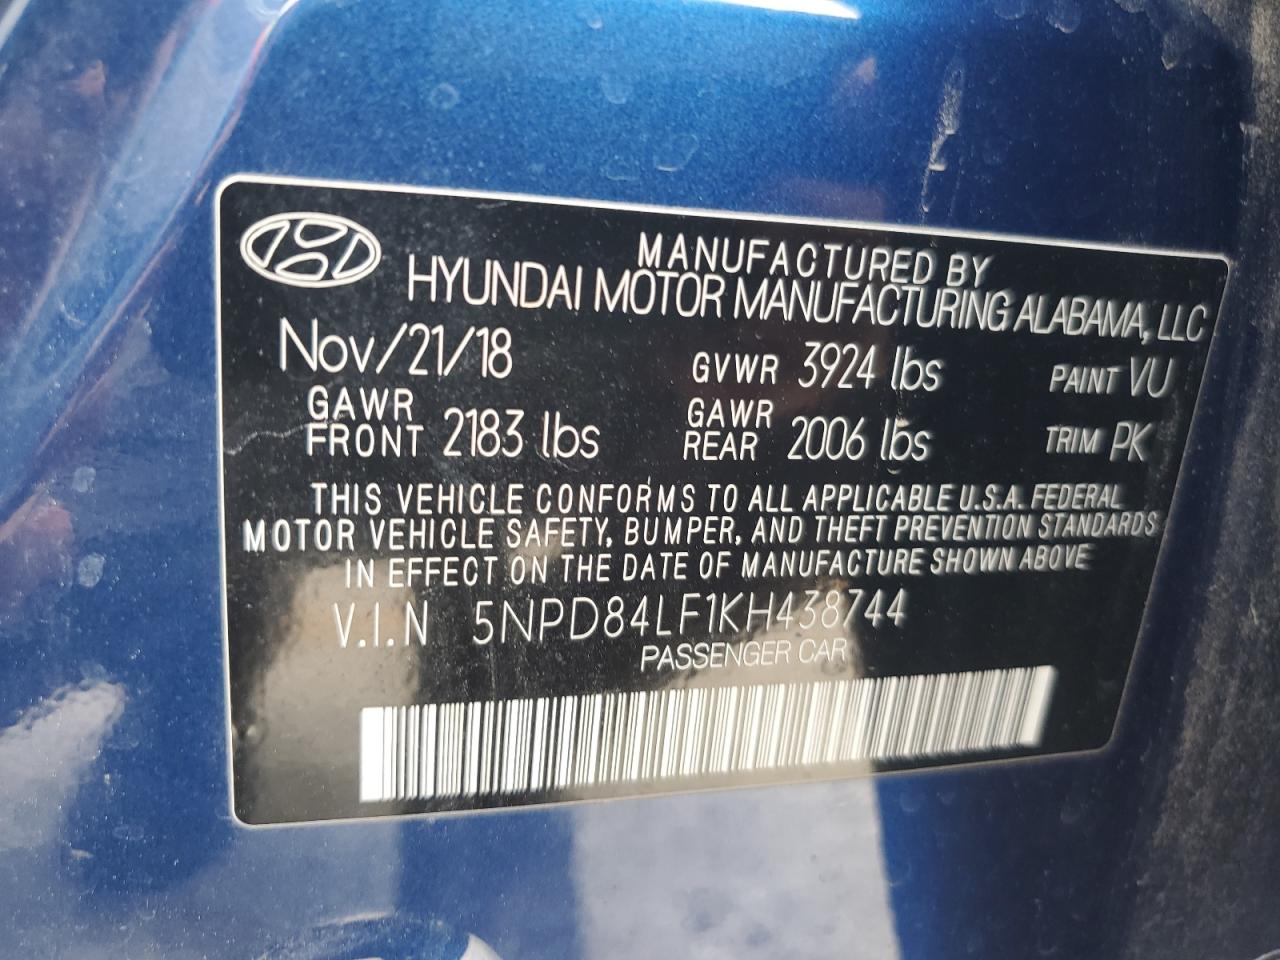 MANUFACTURED BY
HYUNDAI MOTOR MANUFACTURING ALABAMA, LLC
Nov/21/18 GVWR 3924 lbs PAINT VU
GAWR FRONT 2183 lbs GAWR REAR 2006 lbs TRIM PK
THIS VEHICLE CONFORMS TO ALL APPLICABLE U.S.A. FEDERAL
MOTOR VEHICLE SAFETY, BUMPER, AND THEFT PREVENTION STANDARDS
IN EFFECT ON THE DATE OF MANUFACTURE SHOWN ABOVE
V.I.N 5NPD84LF1KH438744
PASSENGER CAR